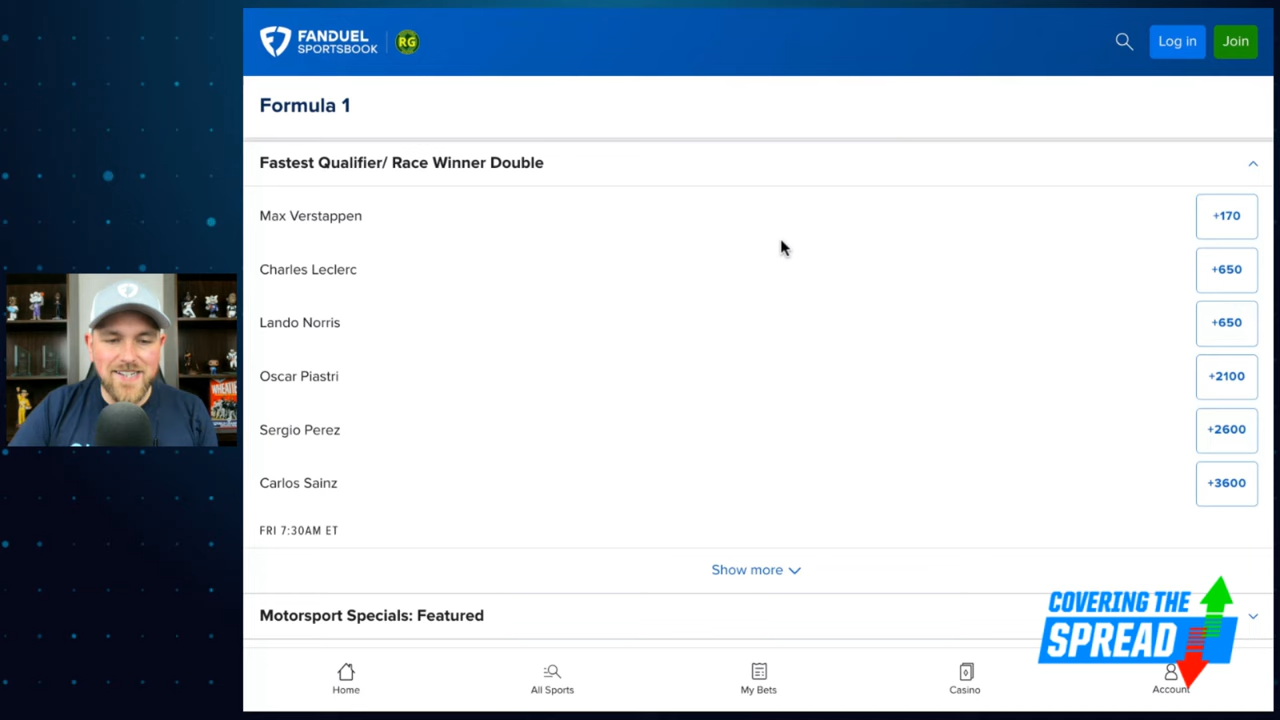 FANDUEL
SPORTSBOOK
RG
Log in
Join
Formula 1
Fastest Qualifier/ Race Winner Double
Max Verstappen
+170
Charles Leclerc
+650
Lando Norris
+650
Oscar Piastri
+2100
Sergio Perez
+2600
Carlos Sainz
+3600
FRI 7:30AM ET
Show more
Motorsport Specials: Featured
COVERING THE
SPREAD
Home
All Sports
My Bets
Casino
Account
WHEATIES